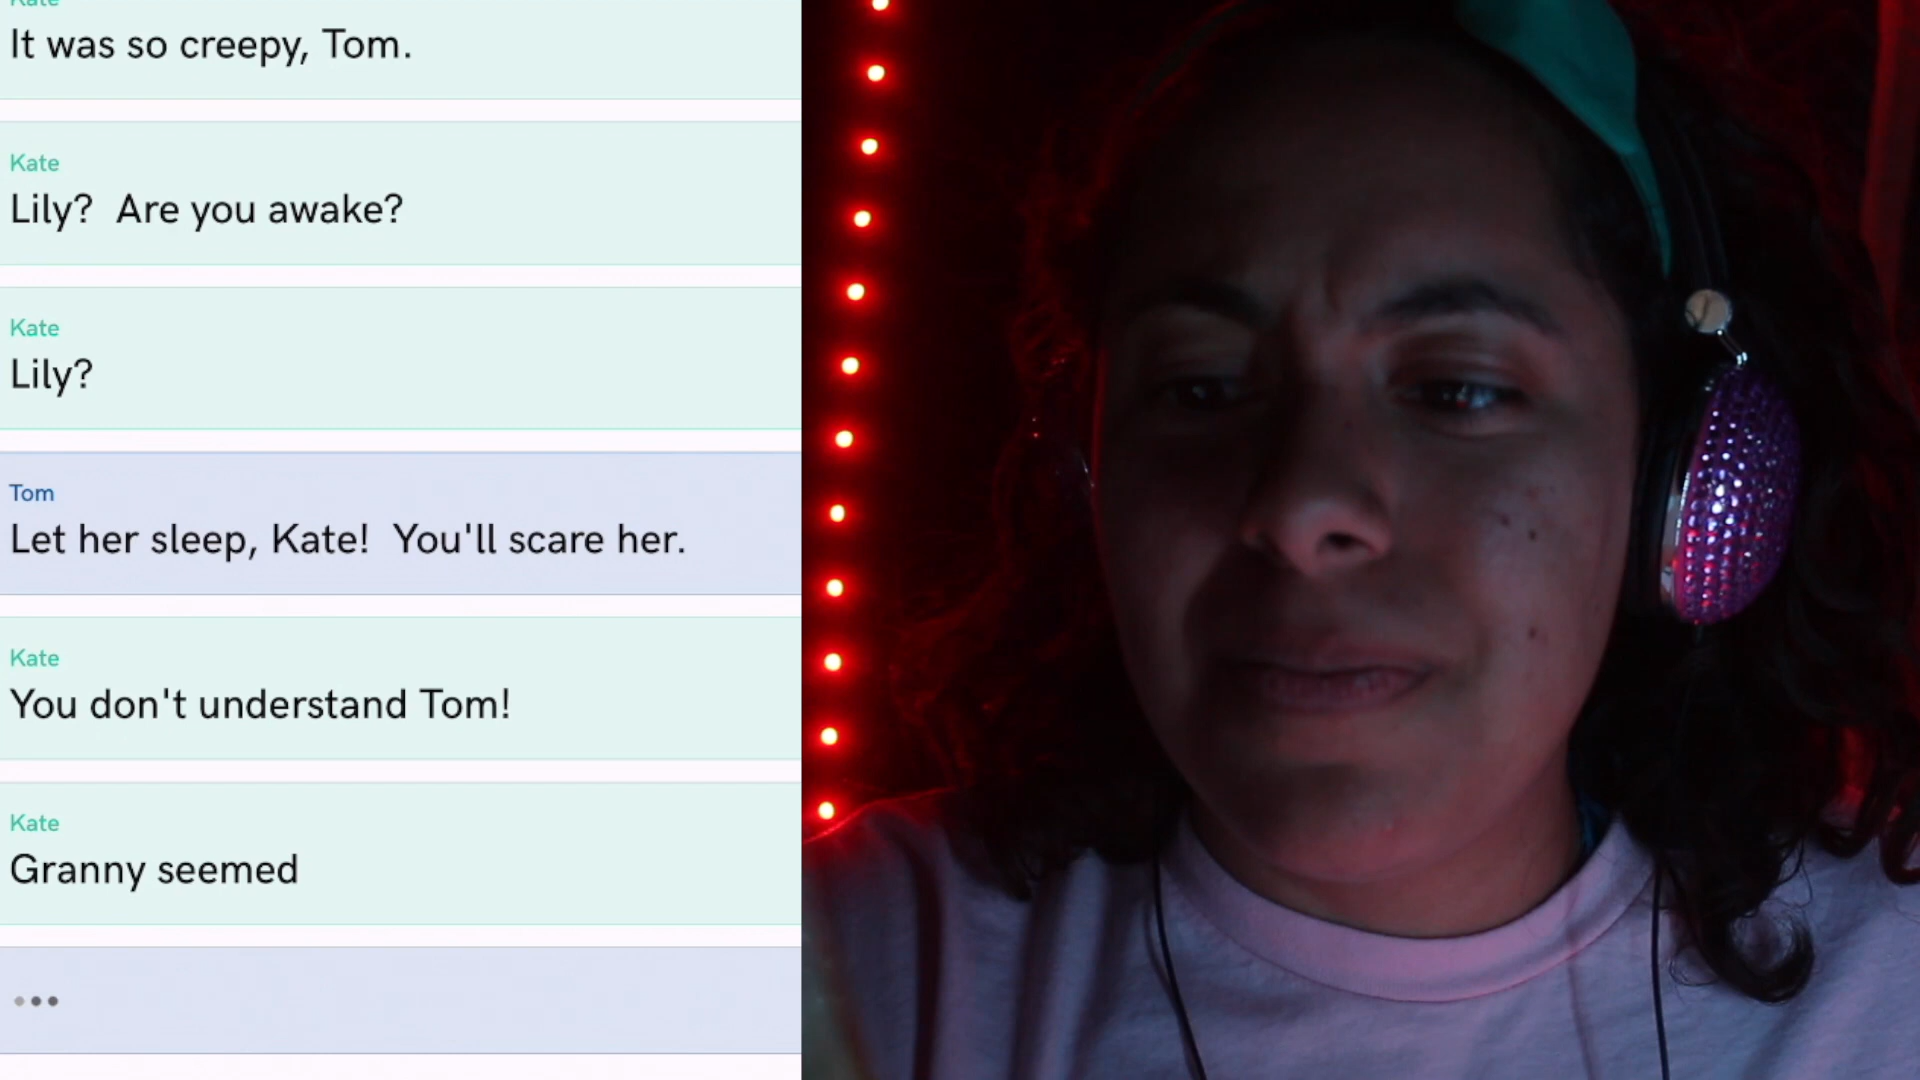 Kate
It was so creepy, Tom.
Kate
Lily?  Are you awake?
Kate
Lily?
Tom
Let her sleep, Kate!  You'll scare her.
Kate
You don't understand Tom!
Kate
Granny seemed